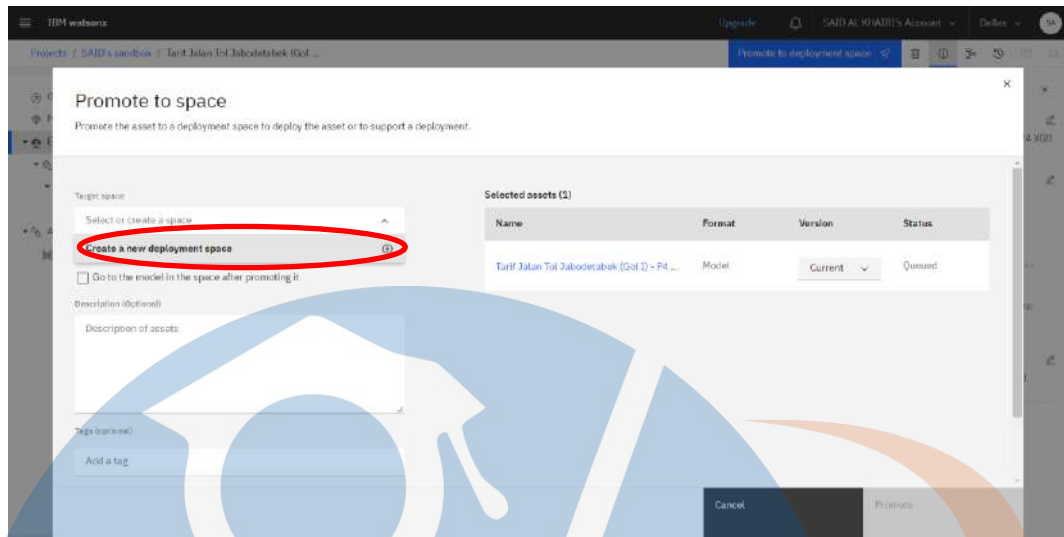 IBM watsonx
Upgrade
SAID AL KHAIRI's Account
Dallas
SA
Projects / SAID's sandbox / Tarif Jalan Tol Jabodetabek (Gol ...
Promote to deployment space
Promote to space
Promote the asset to a deployment space to deploy the asset or to support a deployment.
Target space
Select or create a space
Create a new deployment space
Go to the model in the space after promoting it
Description (Optional)
Description of assets
Tags (optional)
Add a tag
Selected assets (1)
Name Format Version Status
Tarif Jalan Tol Jabodetabek (Gol I) - P4 ... Model Current Queued
Cancel
Promote